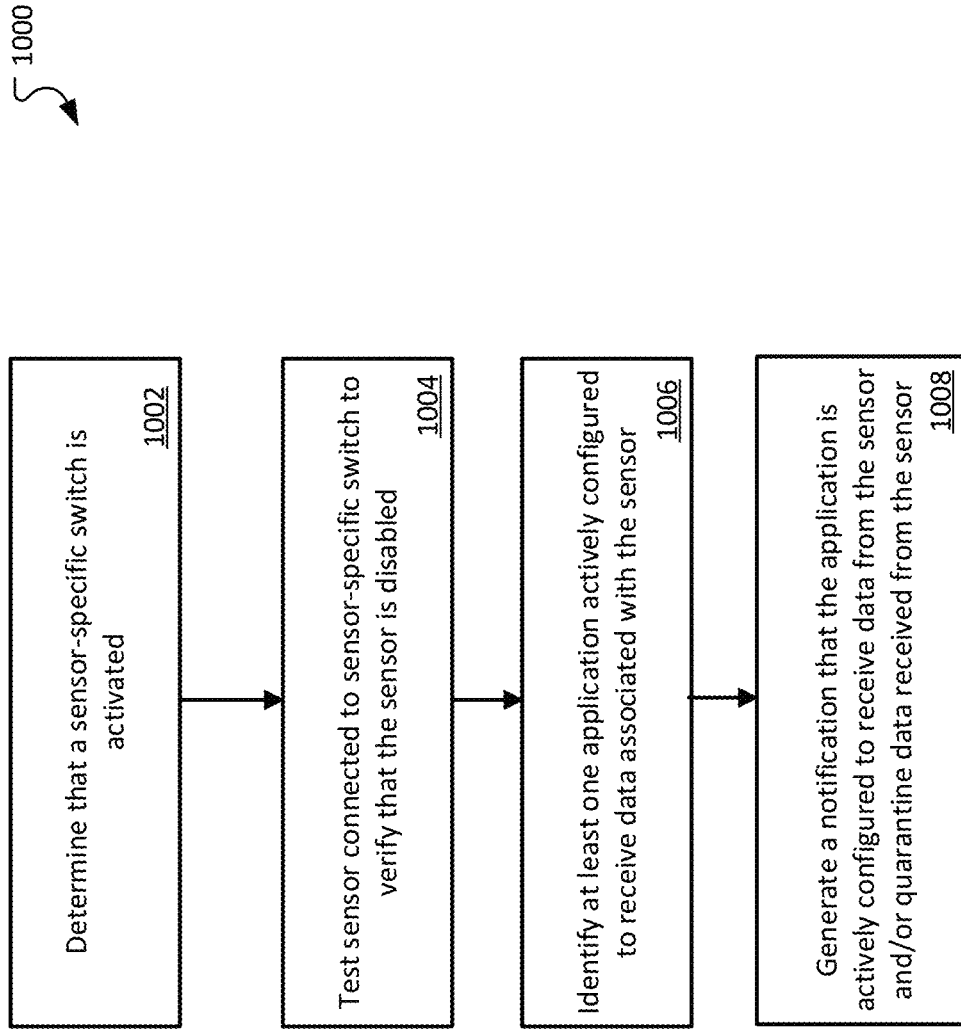 1000
Determine that a sensor-specific switch is
activated
1002
Test sensor connected to sensor-specific switch to
verify that the sensor is disabled
1004
Identify at least one application actively configured
to receive data associated with the sensor
1006
Generate a notification that the application is
actively configured to receive data from the sensor
and/or quarantine data received from the sensor
1008